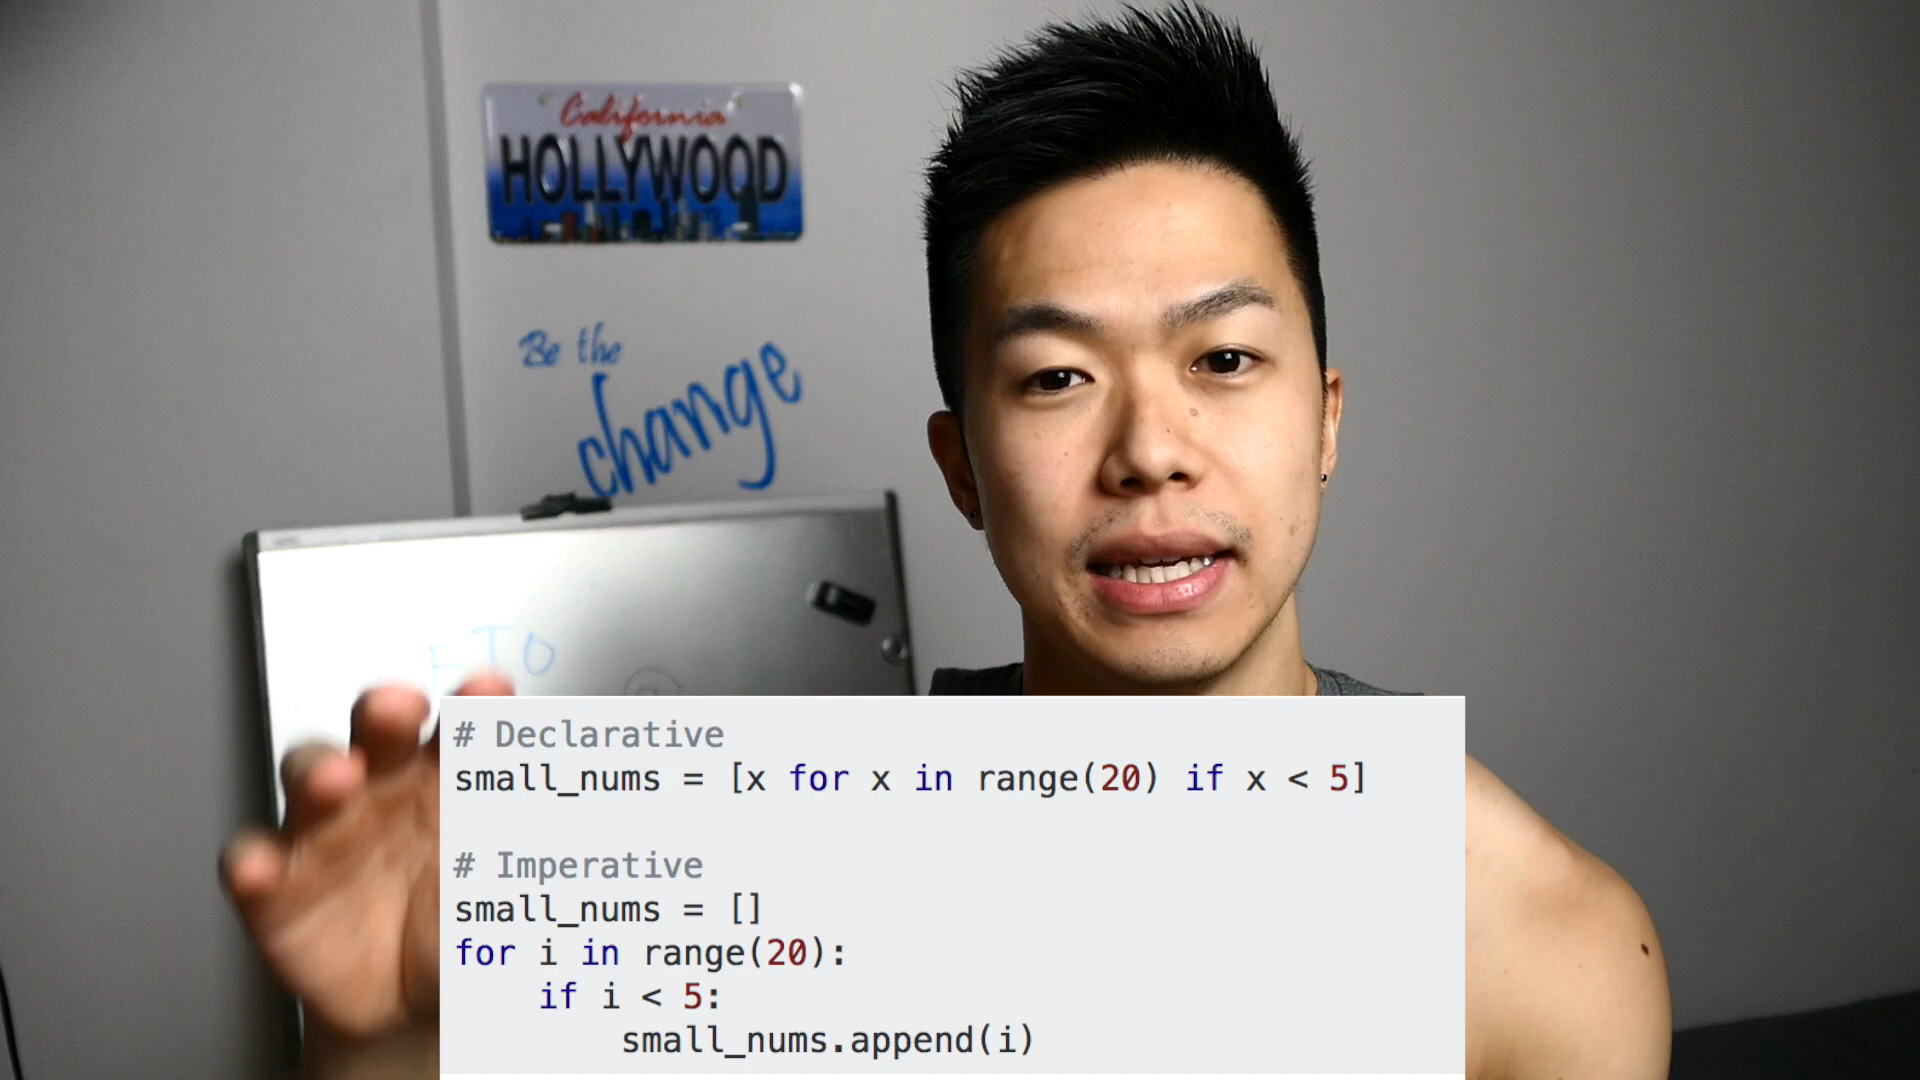 California
HOLLYWOOD
Be the
change
# Declarative
small_nums = [x for x in range(20) if x < 5]
# Imperative
small_nums = []
for i in range(20):
    if i < 5:
        small_nums.append(i)